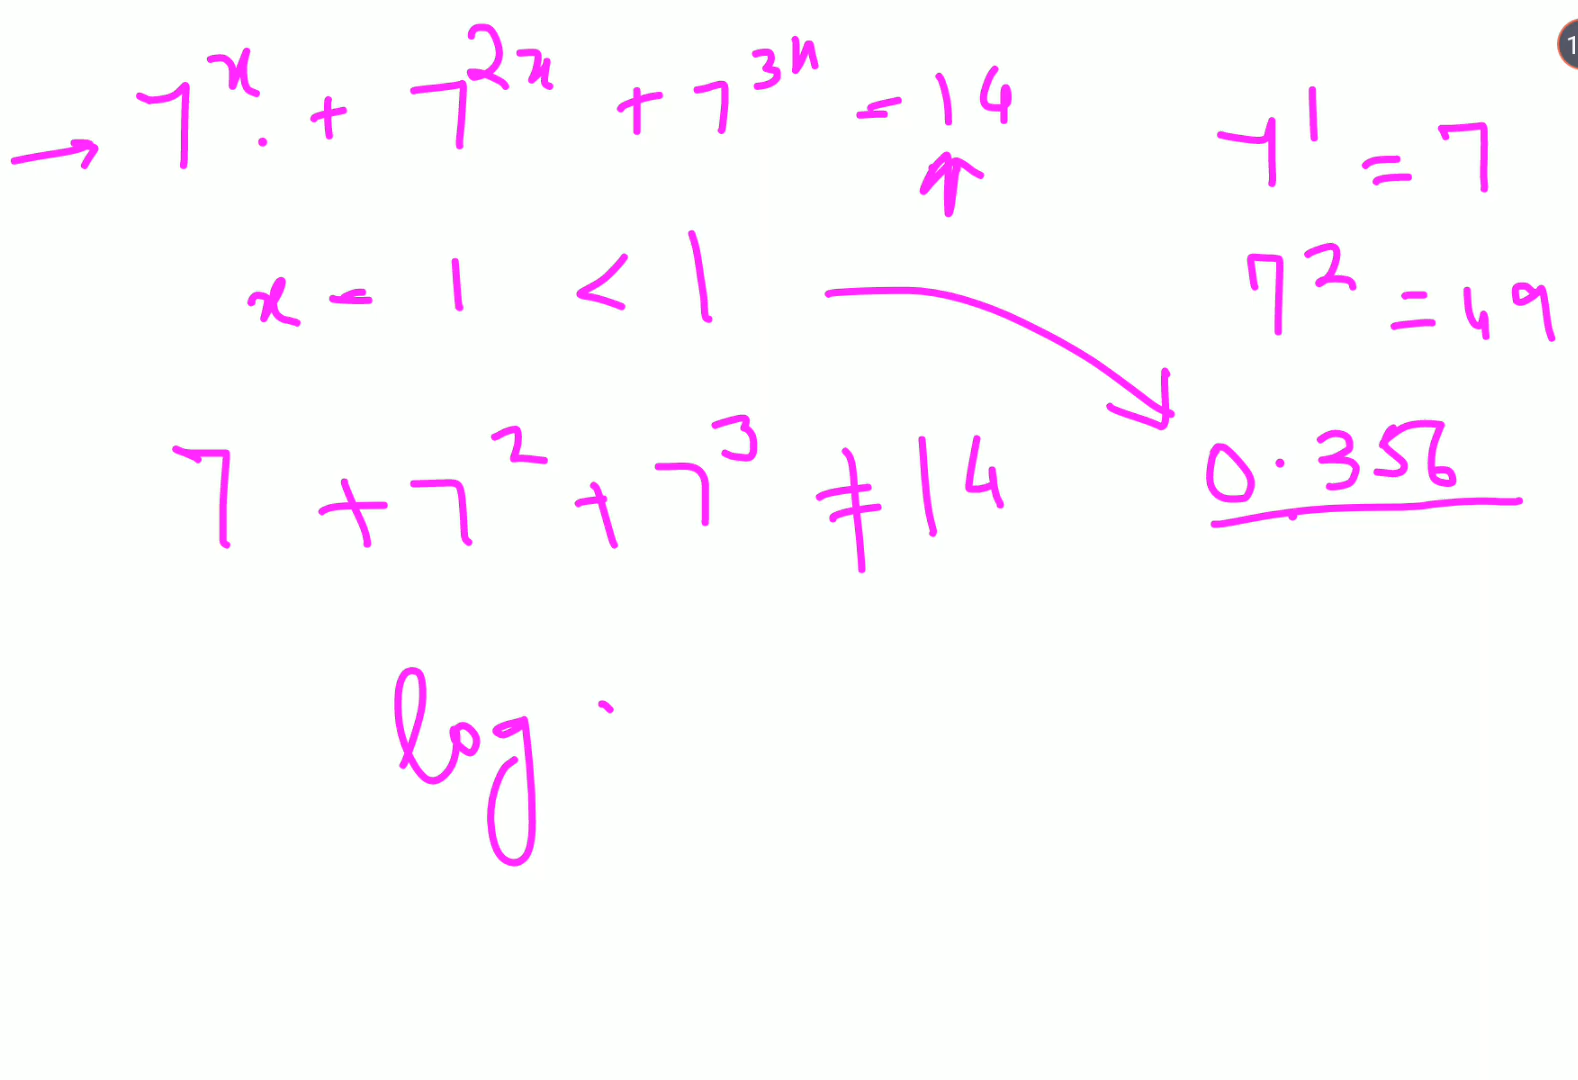 → 7^x . + 7^2x + 7^3x = 14
7^1 = 7
x = 1 < 1
7^2 = 49
7 + 7^2 + 7^3 ≠ 14
0.356
log
1